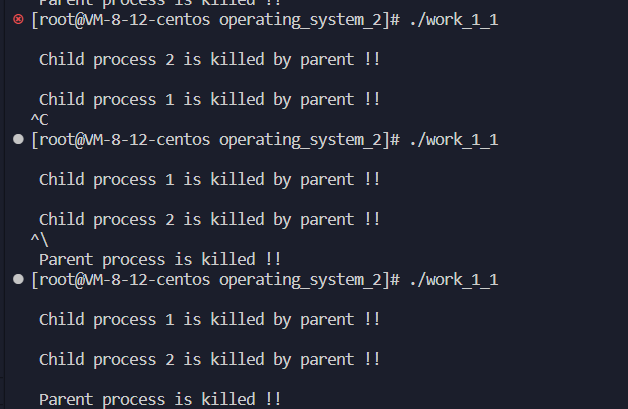 Parent process is killed !!
[root@VM-8-12-centos operating_system_2]# ./work_1_1
Child process 2 is killed by parent !!
Child process 1 is killed by parent !!
^C
[root@VM-8-12-centos operating_system_2]# ./work_1_1
Child process 1 is killed by parent !!
Child process 2 is killed by parent !!
^\
Parent process is killed !!
[root@VM-8-12-centos operating_system_2]# ./work_1_1
Child process 1 is killed by parent !!
Child process 2 is killed by parent !!
Parent process is killed !!